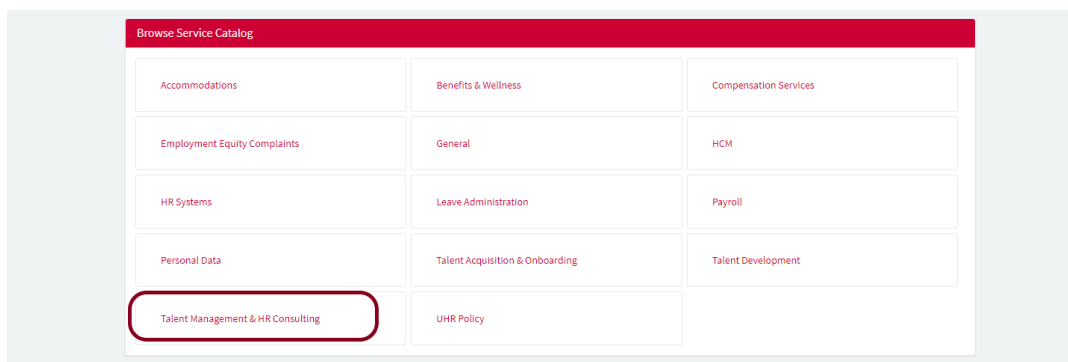 Browse Service Catalog
Accommodations
Benefits & Wellness
Compensation Services
Employment Equity Complaints
General
HCM
HR Systems
Leave Administration
Payroll
Personal Data
Talent Acquisition & Onboarding
Talent Development
Talent Management & HR Consulting
UHR Policy